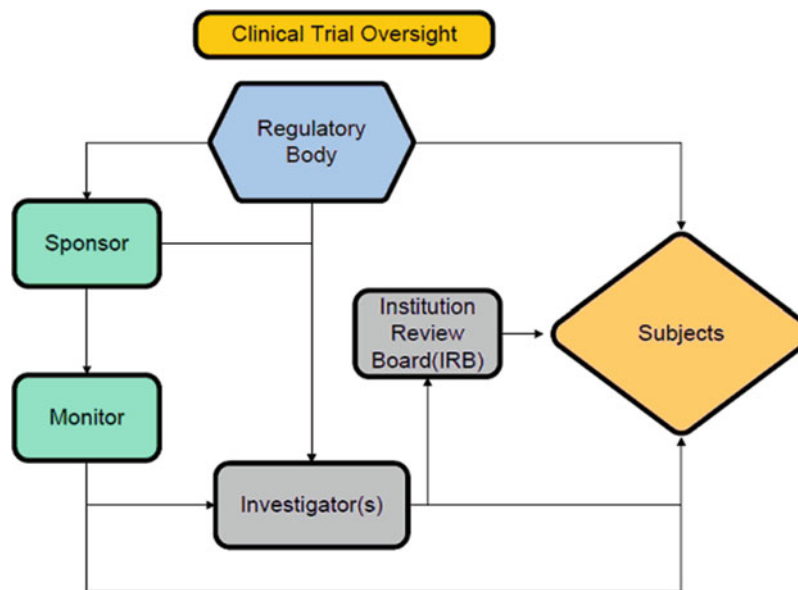 Clinical Trial Oversight
Regulatory
Body
Sponsor
Institution
Review
Board(IRB)
Subjects
Monitor
Investigator(s)